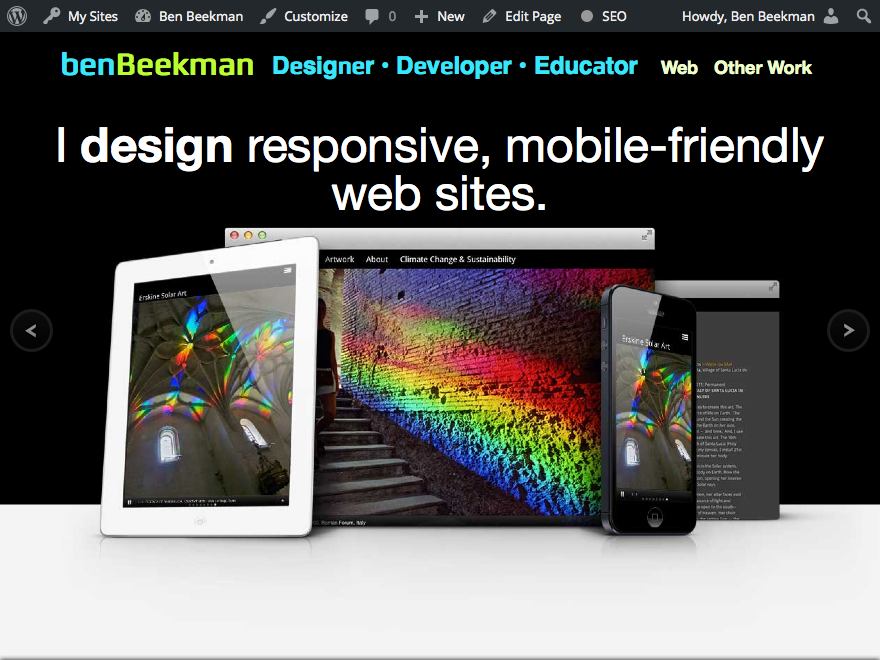 My Sites Ben Beekman Customize 0 New Edit Page SEO Howdy, Ben Beekman
benBeekman Designer • Developer • Educator Web Other Work
I design responsive, mobile-friendly
web sites.
Artwork About Climate Change & Sustainability
Erskine Solar Art
Erskine Solar Art
Roman Forum, Italy